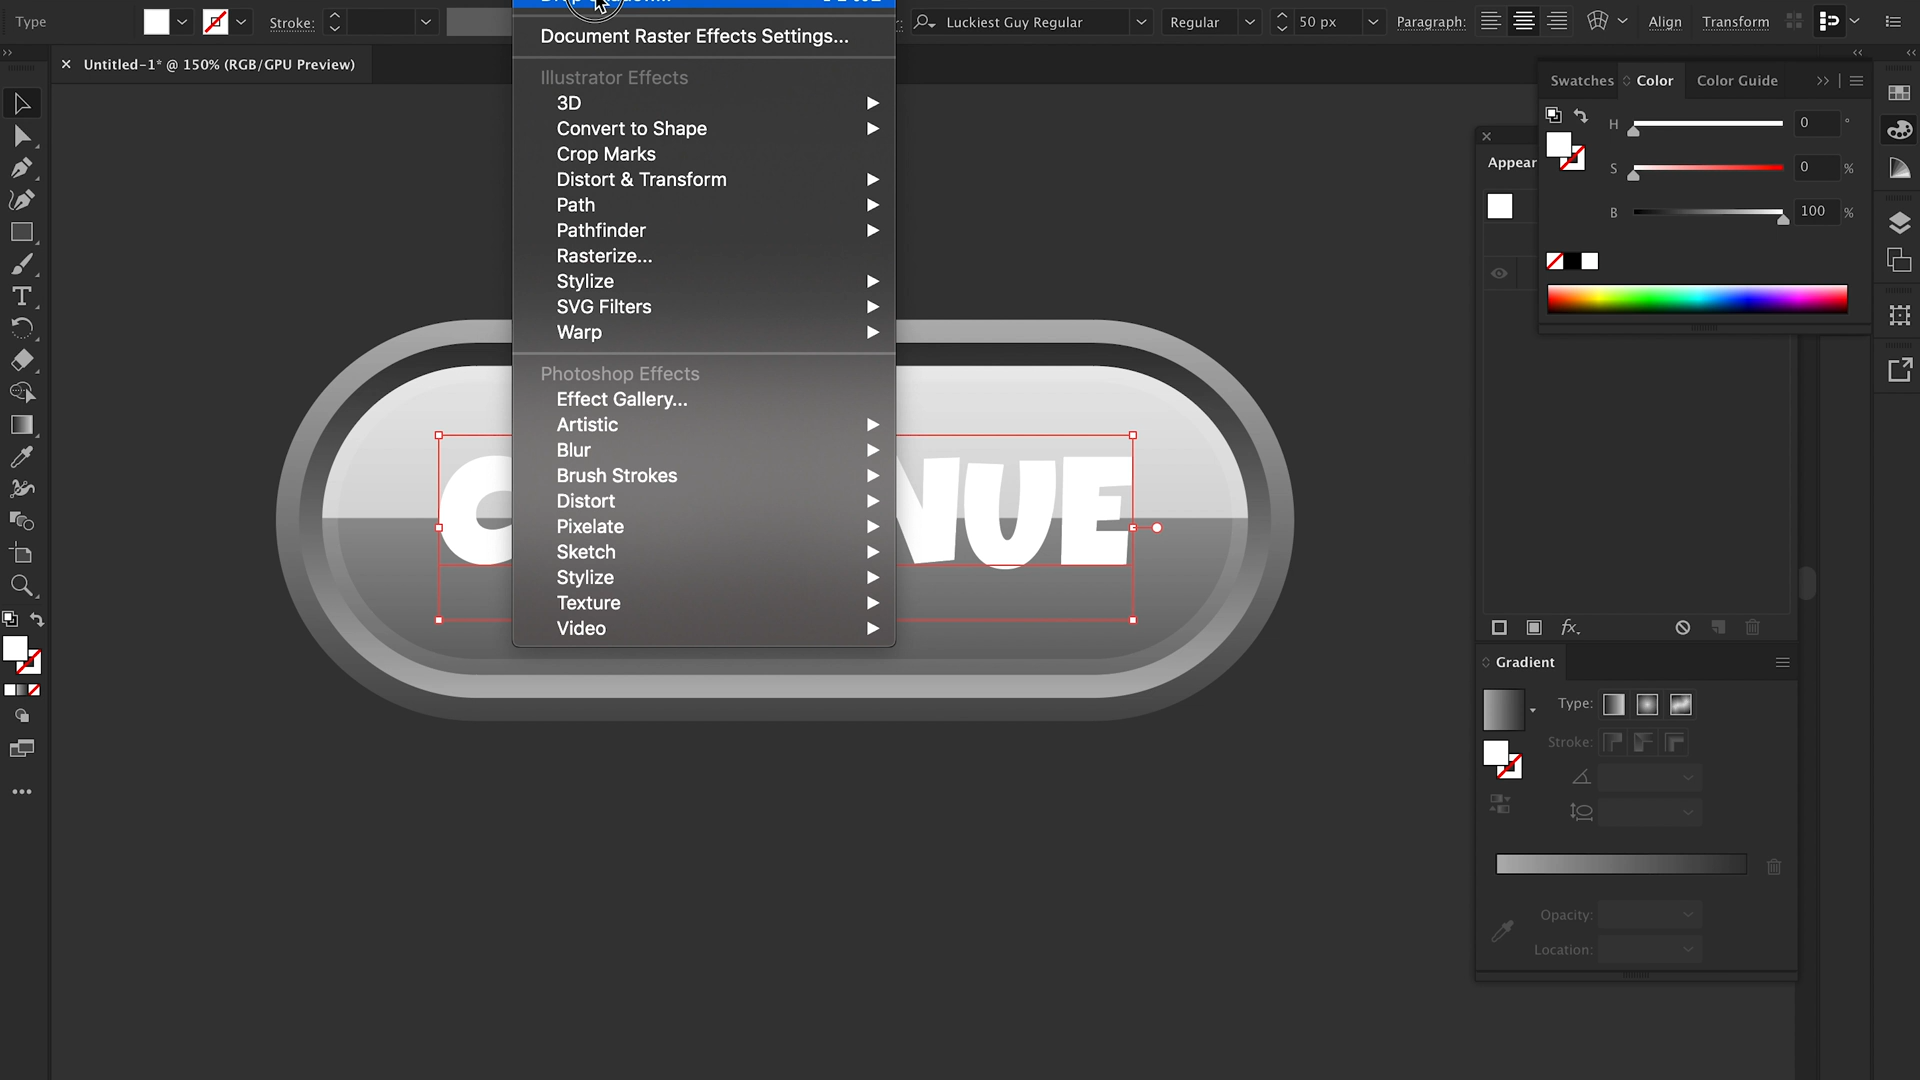 Type
Stroke:
Luckiest Guy Regular
Regular
50 px
Paragraph:
Align
Transform
Untitled-1* @ 150% (RGB/GPU Preview)
Document Raster Effects Settings...
Illustrator Effects
3D
Convert to Shape
Crop Marks
Distort & Transform
Path
Pathfinder
Rasterize...
Stylize
SVG Filters
Warp
Photoshop Effects
Effect Gallery...
Artistic
Blur
Brush Strokes
Distort
Pixelate
Sketch
Stylize
Texture
Video
C
NUE
Swatches
Color
Color Guide
H 0 °
S 0 %
B 100 %
Appear
fx
Gradient
Type:
Stroke:
Opacity:
Location: